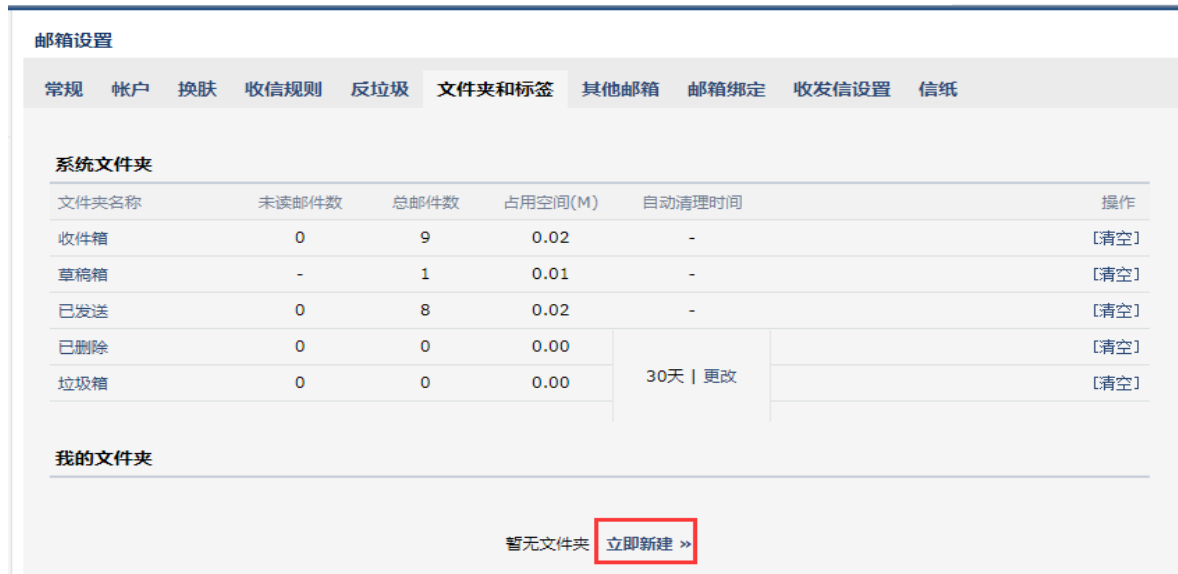 邮箱设置
常规 帐户 换肤 收信规则 反垃圾 文件夹和标签 其他邮箱 邮箱绑定 收发信设置 信纸
系统文件夹
文件夹名称 未读邮件数 总邮件数 占用空间(M) 自动清理时间 操作
收件箱 0 9 0.02 - [清空]
草稿箱 - 1 0.01 - [清空]
已发送 0 8 0.02 - [清空]
已删除 0 0 0.00 [清空]
30天 | 更改
垃圾箱 0 0 0.00 [清空]
我的文件夹
暂无文件夹 立即新建 »